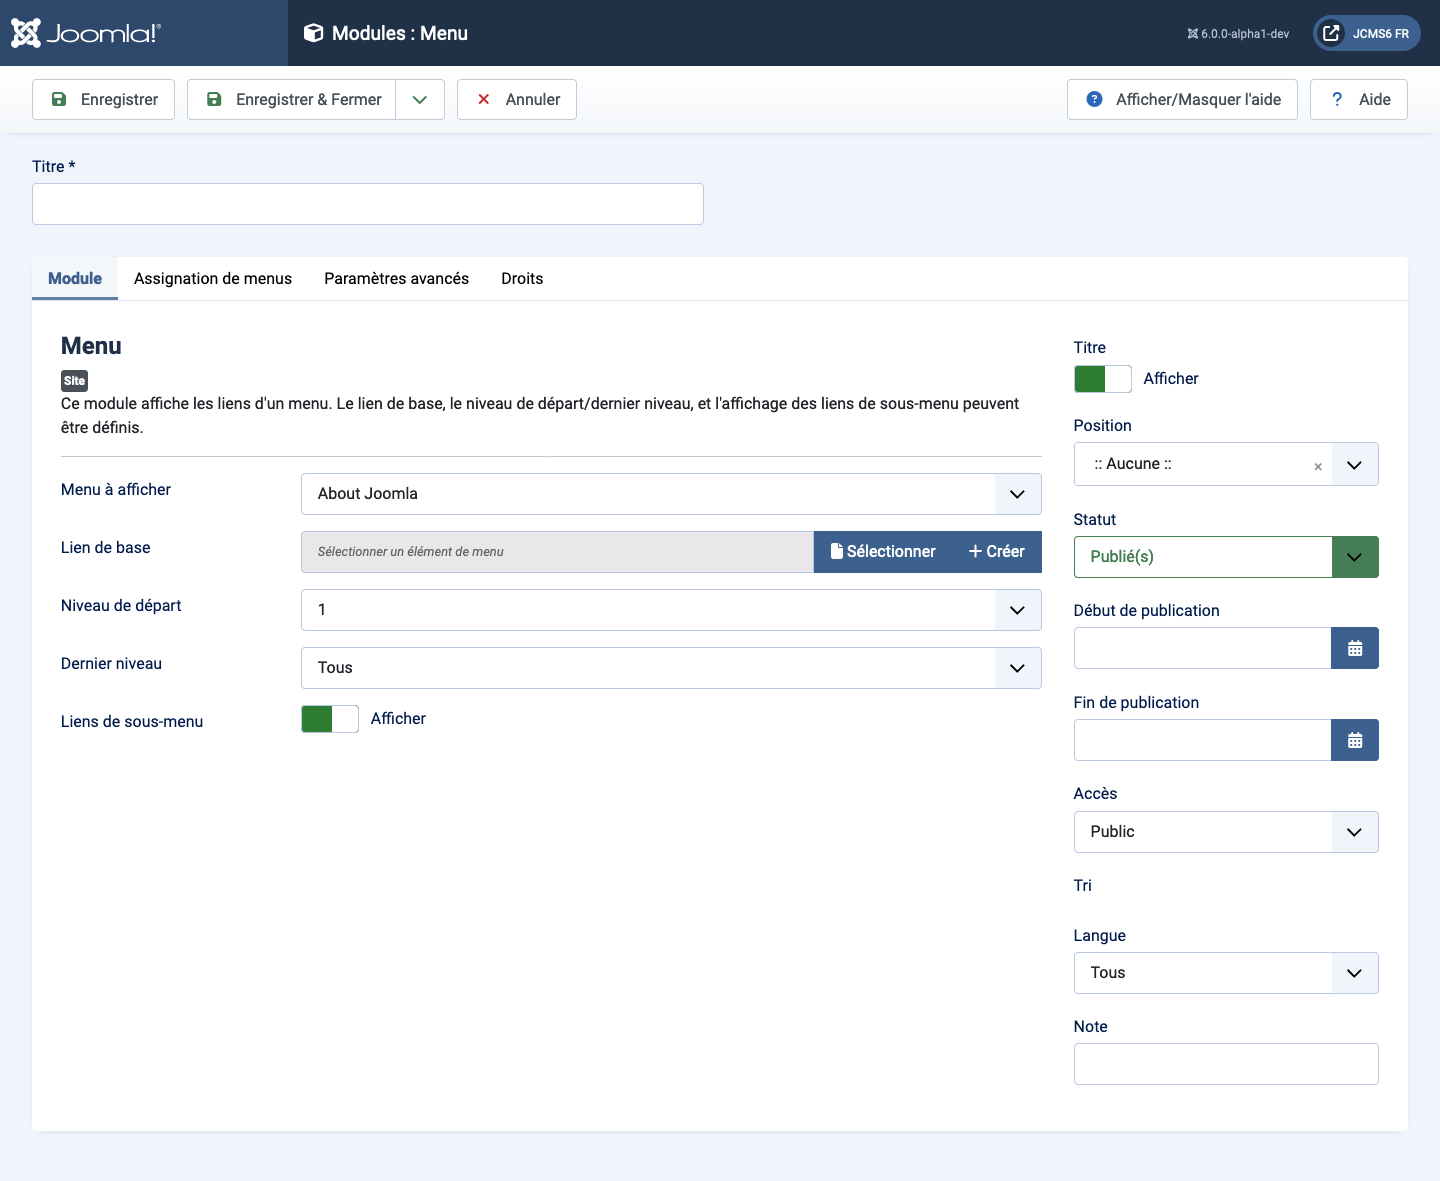 Joomla!®
Modules : Menu
6.0.0-alpha1-dev
JCMS6 FR
Enregistrer
Enregistrer & Fermer
Annuler
Afficher/Masquer l'aide
? Aide
Titre *
Module
Assignation de menus
Paramètres avancés
Droits
Menu
Site
Ce module affiche les liens d'un menu. Le lien de base, le niveau de départ/dernier niveau, et l'affichage des liens de sous-menu peuvent
être définis.
Menu à afficher
About Joomla
Lien de base
Sélectionner un élément de menu
Sélectionner
+ Créer
Niveau de départ
1
Dernier niveau
Tous
Liens de sous-menu
Afficher
Titre
Afficher
Position
:: Aucune ::
×
Statut
Publié(s)
Début de publication
Fin de publication
Accès
Public
Tri
Langue
Tous
Note